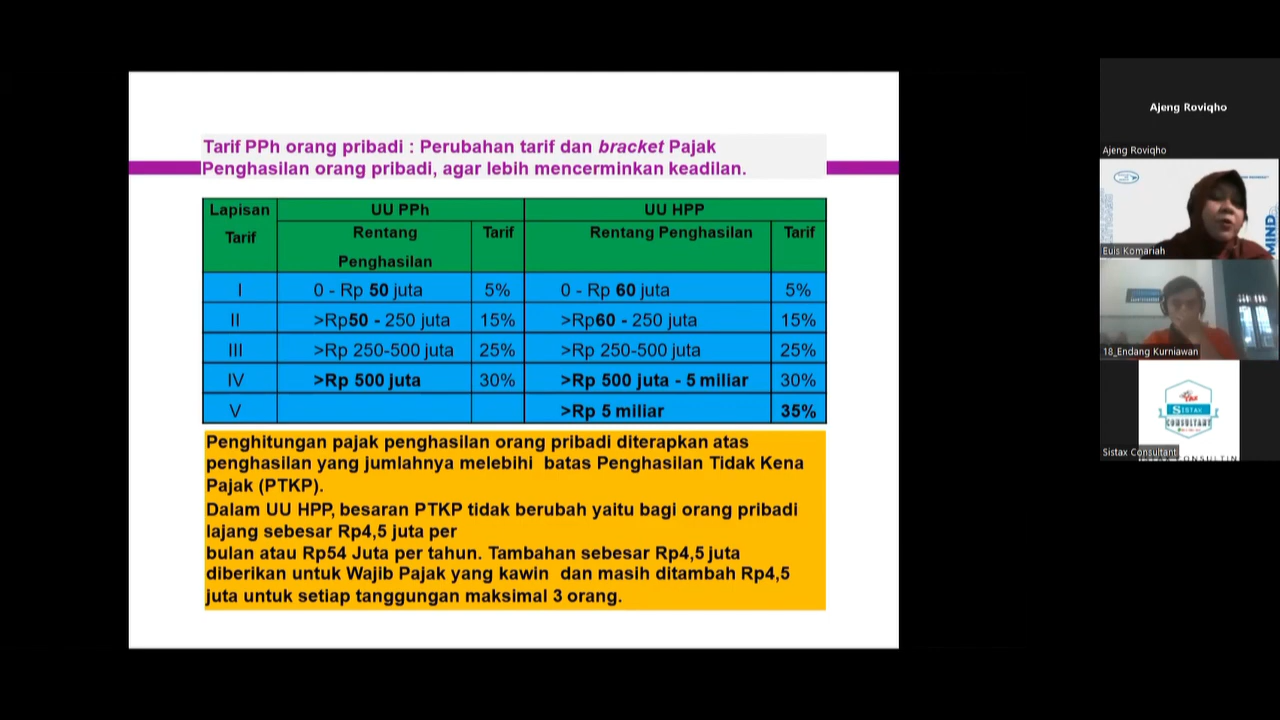 Tarif PPh orang pribadi : Perubahan tarif dan bracket Pajak
Penghasilan orang pribadi, agar lebih mencerminkan keadilan.
Lapisan Tarif UU PPh UU HPP
Rentang Penghasilan Tarif Rentang Penghasilan Tarif
I 0 - Rp 50 juta 5% 0 - Rp 60 juta 5%
II >Rp50 - 250 juta 15% >Rp60 - 250 juta 15%
III >Rp 250-500 juta 25% >Rp 250-500 juta 25%
IV >Rp 500 juta 30% >Rp 500 juta - 5 miliar 30%
V >Rp 5 miliar 35%
Penghitungan pajak penghasilan orang pribadi diterapkan atas
penghasilan yang jumlahnya melebihi batas Penghasilan Tidak Kena
Pajak (PTKP).
Dalam UU HPP, besaran PTKP tidak berubah yaitu bagi orang pribadi
lajang sebesar Rp4,5 juta per
bulan atau Rp54 Juta per tahun. Tambahan sebesar Rp4,5 juta
diberikan untuk Wajib Pajak yang kawin dan masih ditambah Rp4,5
juta untuk setiap tanggungan maksimal 3 orang.
Ajeng Roviqho
Ajeng Roviqho
MIND
Euis Komariah
18_Endang Kurniawan
SISTAX
CONSULTANT
Sistax Consultant